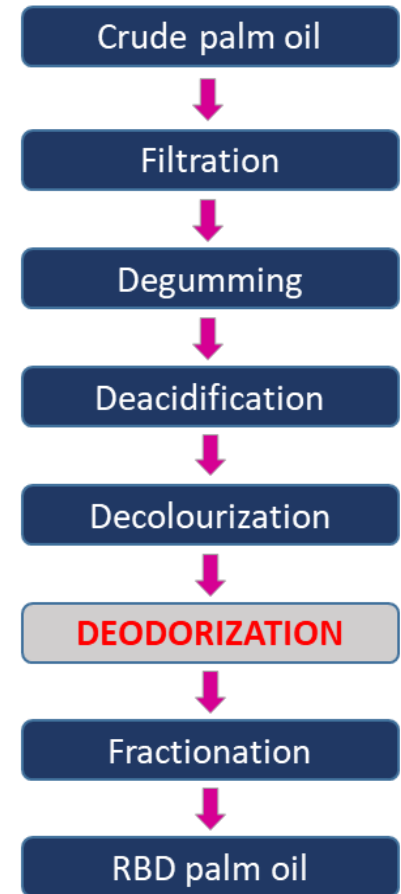 Crude palm oil
Filtration
Degumming
Deacidification
Decolourization
DEODORIZATION
Fractionation
RBD palm oil